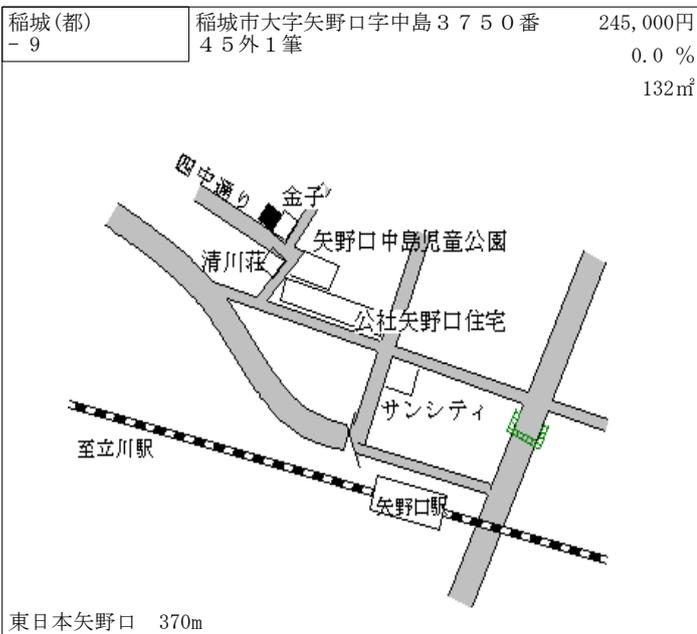 稲城(都)
- 9
稲城市大字矢野口字中島３７５０番
４５外１筆
245,000円
0.0 %
132㎡
四中通り
金子
矢野口中島児童公園
清川荘
公社矢野口住宅
サンシティ
至立川駅
矢野口駅
東日本矢野口 370m